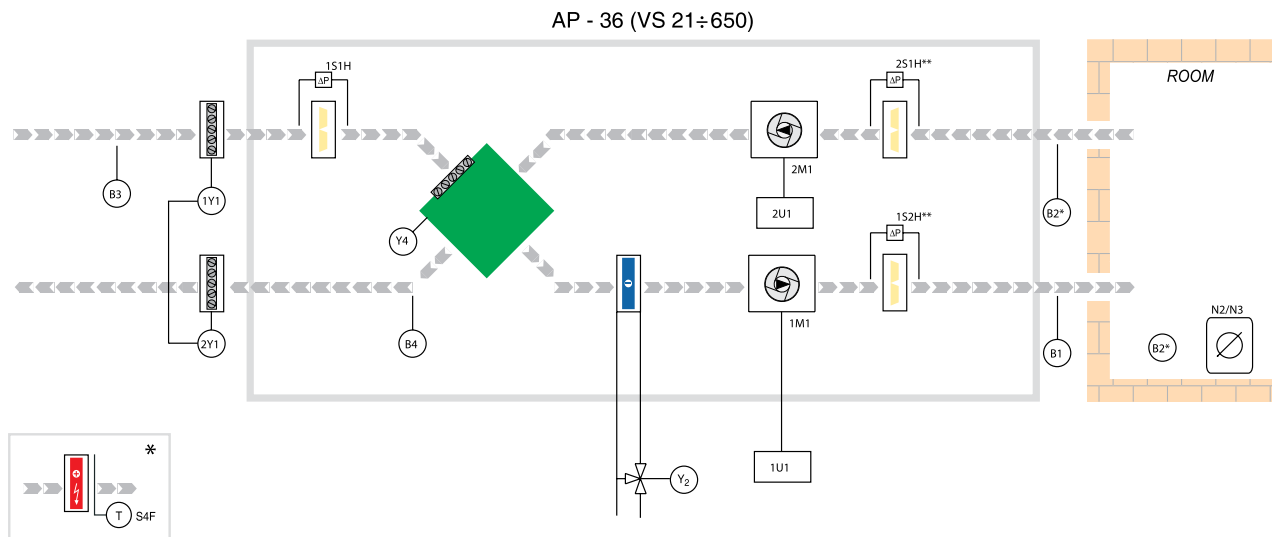 AP - 36 (VS 21÷650)
1S1H
ΔP
2S1H**
ΔP
ROOM
2M1
B3
1Y1
2U1
B2*
Y4
1S2H**
ΔP
1M1
N2/N3
2Y1
B4
B1
B2*
*
1U1
Y2
T
S4F